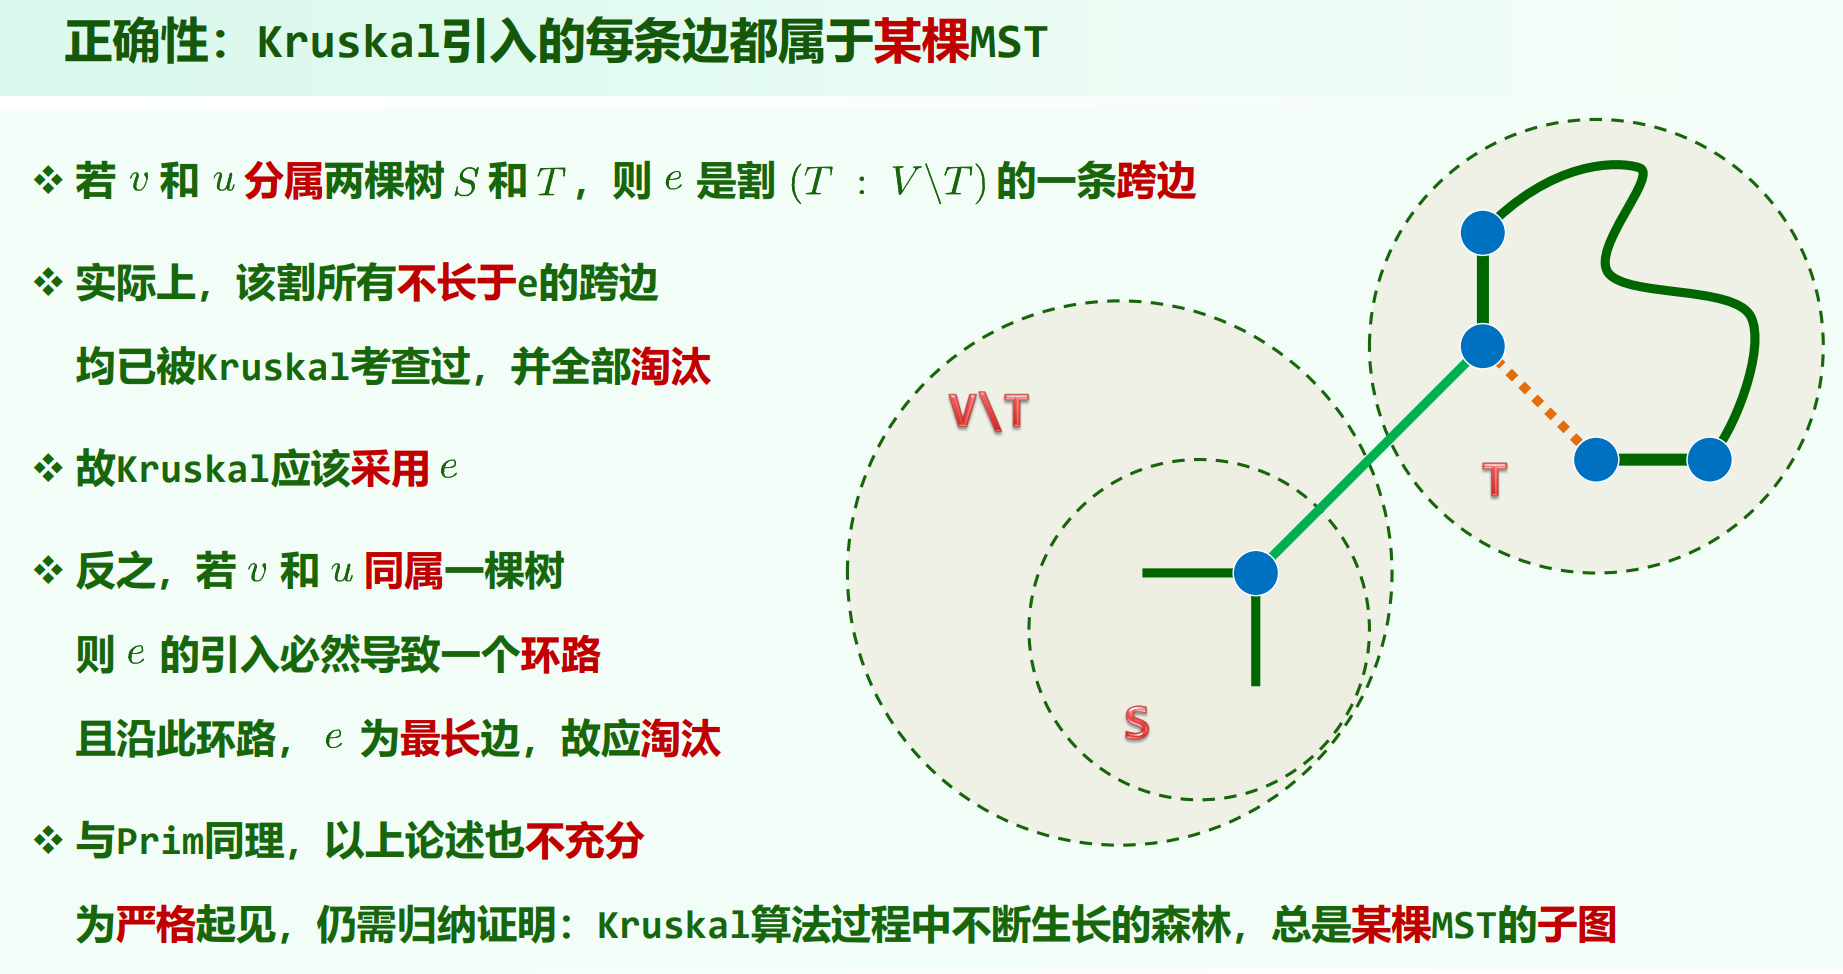 正确性：Kruskal引入的每条边都属于某棵MST
❖ 若 v 和 u 分属两棵树 S 和 T ，则 e 是割 (T : V\T) 的一条跨边
❖ 实际上，该割所有不长于e的跨边
均已被Kruskal考查过，并全部淘汰
❖ 故Kruskal应该采用 e
❖ 反之，若 v 和 u 同属一棵树
则 e 的引入必然导致一个环路
且沿此环路， e 为最长边，故应淘汰
❖ 与Prim同理，以上论述也不充分
为严格起见，仍需归纳证明：Kruskal算法过程中不断生长的森林，总是某棵MST的子图
V\T
T
S